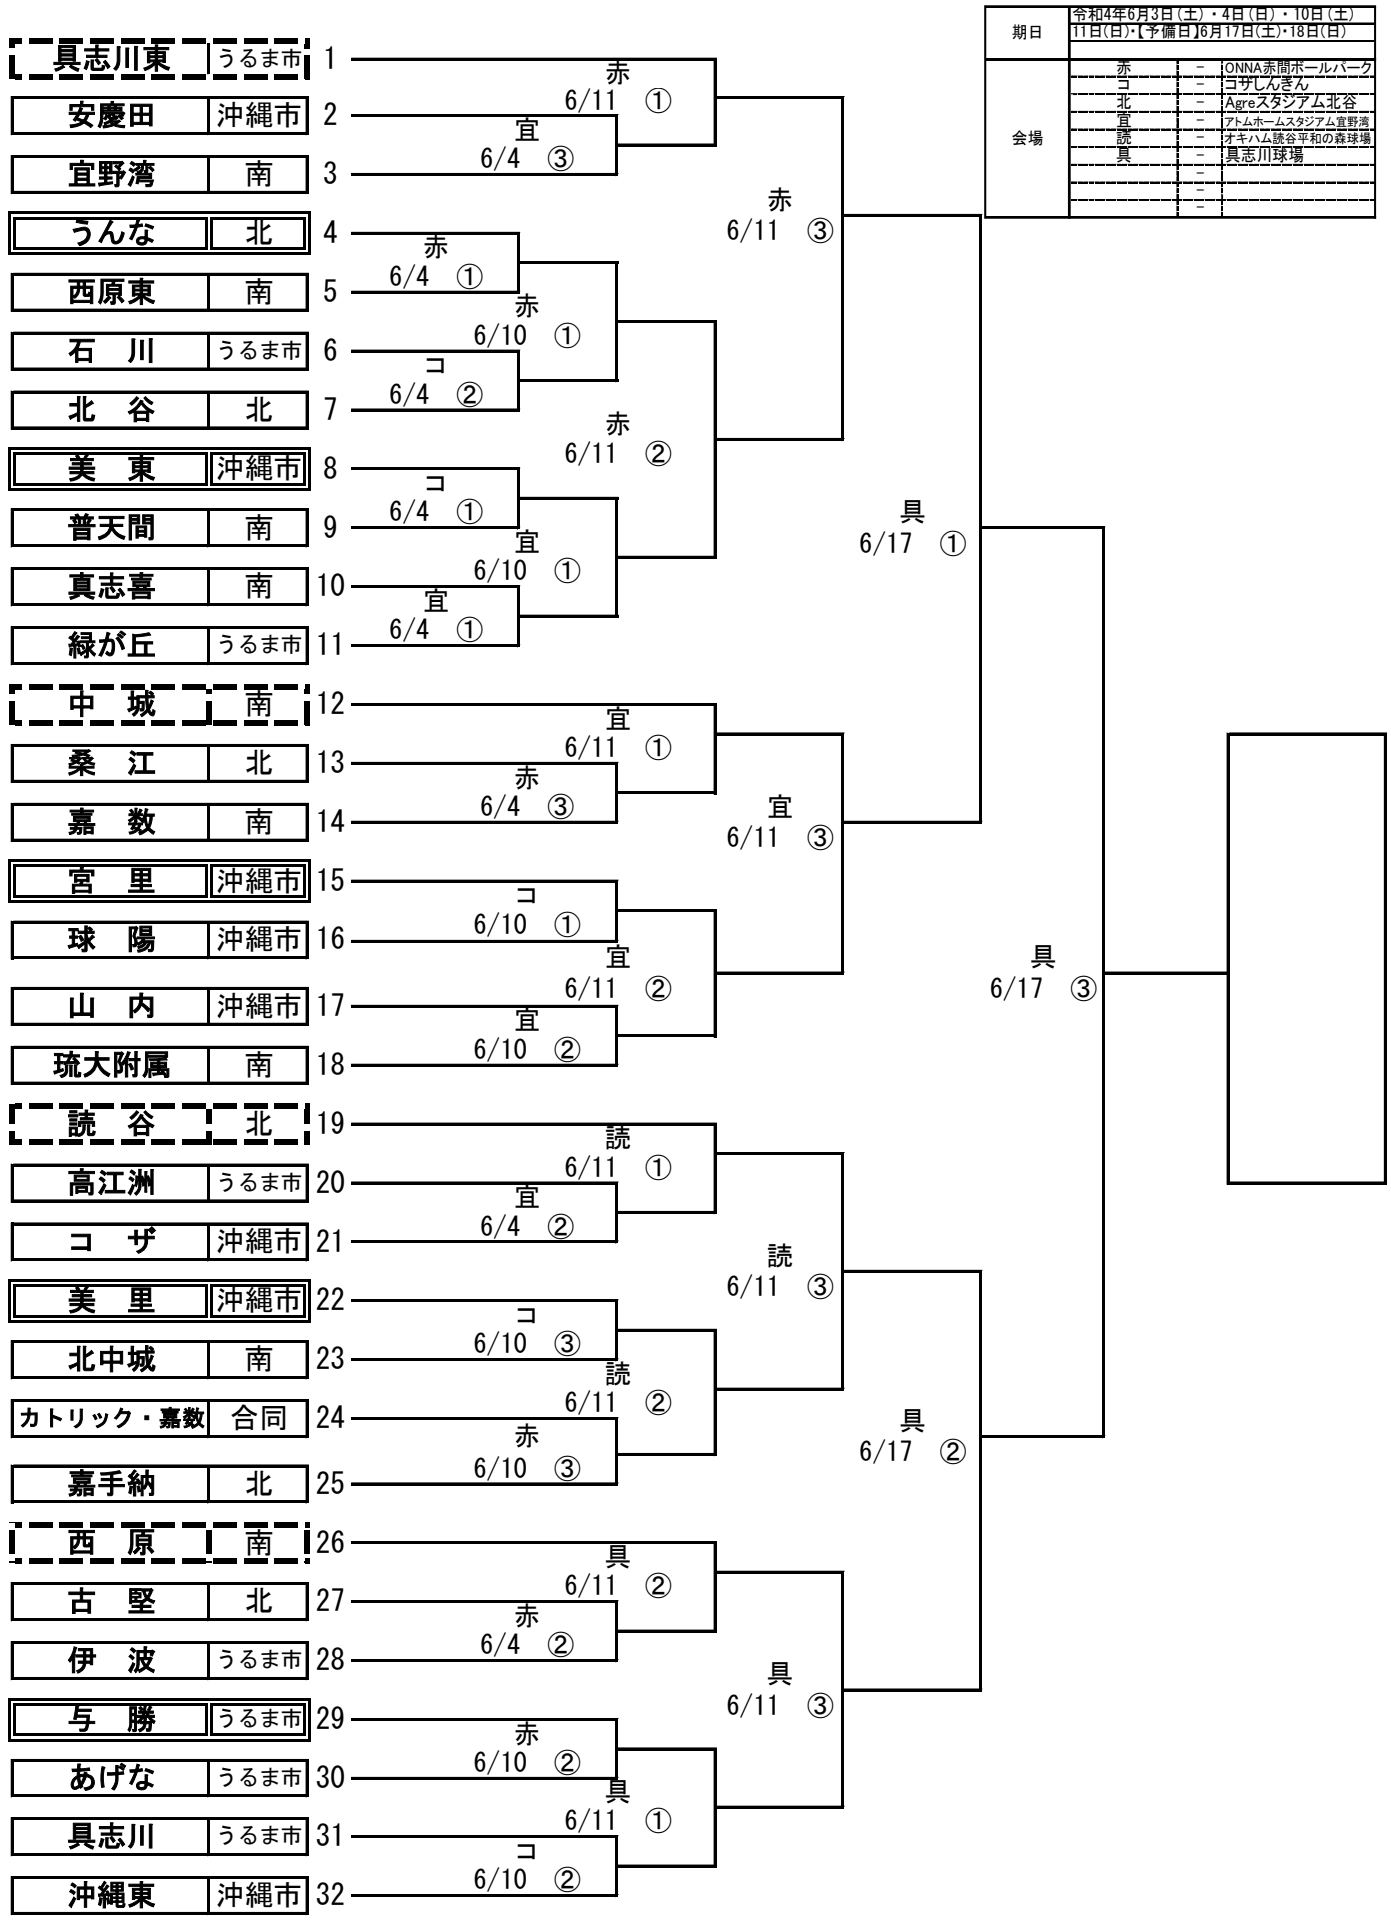 期日
令和4年6月3日(土)・4日(日)・10日(土)
11日(日)・【予備日】6月17日(土)・18日(日)
会場
赤 - ONNA赤間ボールパーク
コ - コザしんきん
北 - Agreスタジアム北谷
宜 - アトムホームスタジアム宜野湾
読 - オキハム読谷平和の森球場
具 - 具志川球場
-
-
-
具志川東 うるま市 1
赤
6/11 ①
安慶田 沖縄市 2
宜
6/4 ③
宜野湾 南 3
赤
6/11 ③
うんな 北 4
赤
6/4 ①
西原東 南 5
赤
6/10 ①
石川 うるま市 6
コ
6/4 ②
北谷 北 7
赤
6/11 ②
美東 沖縄市 8
コ
6/4 ①
普天間 南 9
具
6/17 ①
宜
6/10 ①
真志喜 南 10
宜
6/4 ①
緑が丘 うるま市 11
中城 南 12
宜
6/11 ①
桑江 北 13
赤
6/4 ③
嘉数 南 14
宜
6/11 ③
宮里 沖縄市 15
コ
6/10 ①
球陽 沖縄市 16
宜
6/11 ②
具
6/17 ③
山内 沖縄市 17
宜
6/10 ②
琉大附属 南 18
読谷 北 19
読
6/11 ①
高江洲 うるま市 20
宜
6/4 ②
コザ 沖縄市 21
読
6/11 ③
美里 沖縄市 22
コ
6/10 ③
北中城 南 23
読
6/11 ②
カトリック・嘉数 合同 24
赤
6/10 ③
具
6/17 ②
嘉手納 北 25
西原 南 26
具
6/11 ②
古堅 北 27
赤
6/4 ②
伊波 うるま市 28
具
6/11 ③
与勝 うるま市 29
赤
6/10 ②
あげな うるま市 30
具
6/11 ①
具志川 うるま市 31
コ
6/10 ②
沖縄東 沖縄市 32